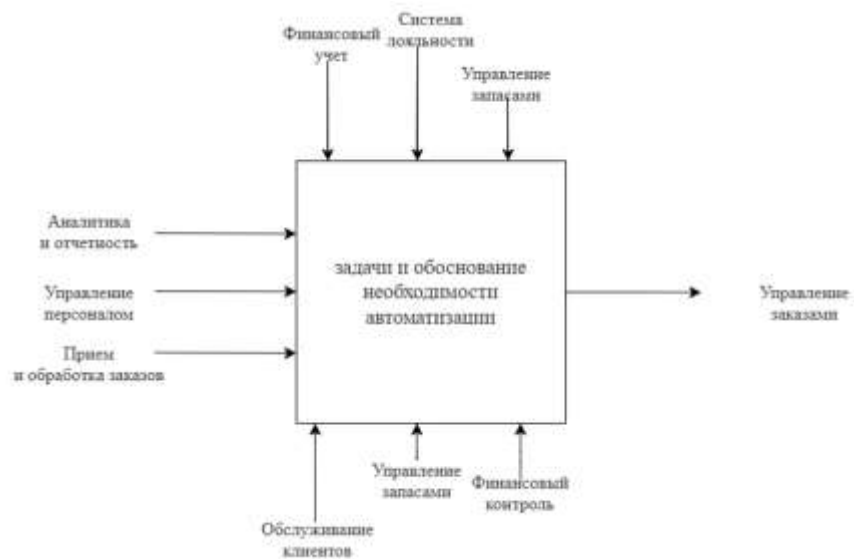 Финансовый
учет
Система
лояльности
Управление
запасами
Аналитика
и отчетность
Управление
персоналом
Прием
и обработка заказов
задачи и обоснование
необходимости
автоматизации
Управление
заказами
Обслуживание
клиентов
Управление
запасами
Финансовый
контроль